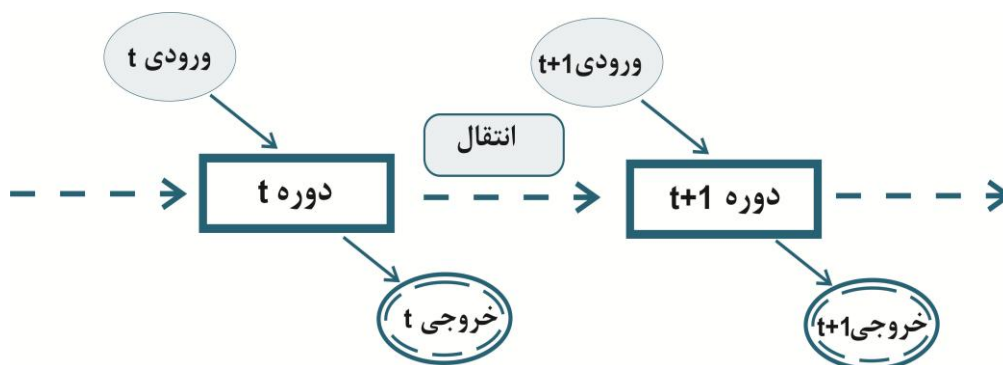 ورودی t
ورودی t+1
انتقال
دوره t
دوره t+1
خروجی t
خروجی t+1